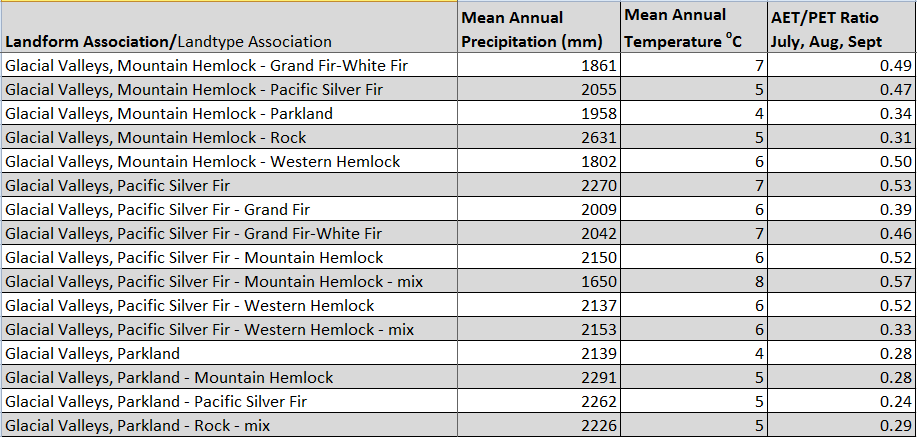 Landform Association/Landtype Association Mean Annual Precipitation (mm) Mean Annual Temperature °C AET/PET Ratio July, Aug, Sept
Glacial Valleys, Mountain Hemlock - Grand Fir-White Fir 1861 7 0.49
Glacial Valleys, Mountain Hemlock - Pacific Silver Fir 2055 5 0.47
Glacial Valleys, Mountain Hemlock - Parkland 1958 4 0.34
Glacial Valleys, Mountain Hemlock - Rock 2631 5 0.31
Glacial Valleys, Mountain Hemlock - Western Hemlock 1802 6 0.50
Glacial Valleys, Pacific Silver Fir 2270 7 0.53
Glacial Valleys, Pacific Silver Fir - Grand Fir 2009 6 0.39
Glacial Valleys, Pacific Silver Fir - Grand Fir-White Fir 2042 7 0.46
Glacial Valleys, Pacific Silver Fir - Mountain Hemlock 2150 6 0.52
Glacial Valleys, Pacific Silver Fir - Mountain Hemlock - mix 1650 8 0.57
Glacial Valleys, Pacific Silver Fir - Western Hemlock 2137 6 0.52
Glacial Valleys, Pacific Silver Fir - Western Hemlock - mix 2153 6 0.33
Glacial Valleys, Parkland 2139 4 0.28
Glacial Valleys, Parkland - Mountain Hemlock 2291 5 0.28
Glacial Valleys, Parkland - Pacific Silver Fir 2262 5 0.24
Glacial Valleys, Parkland - Rock - mix 2226 5 0.29